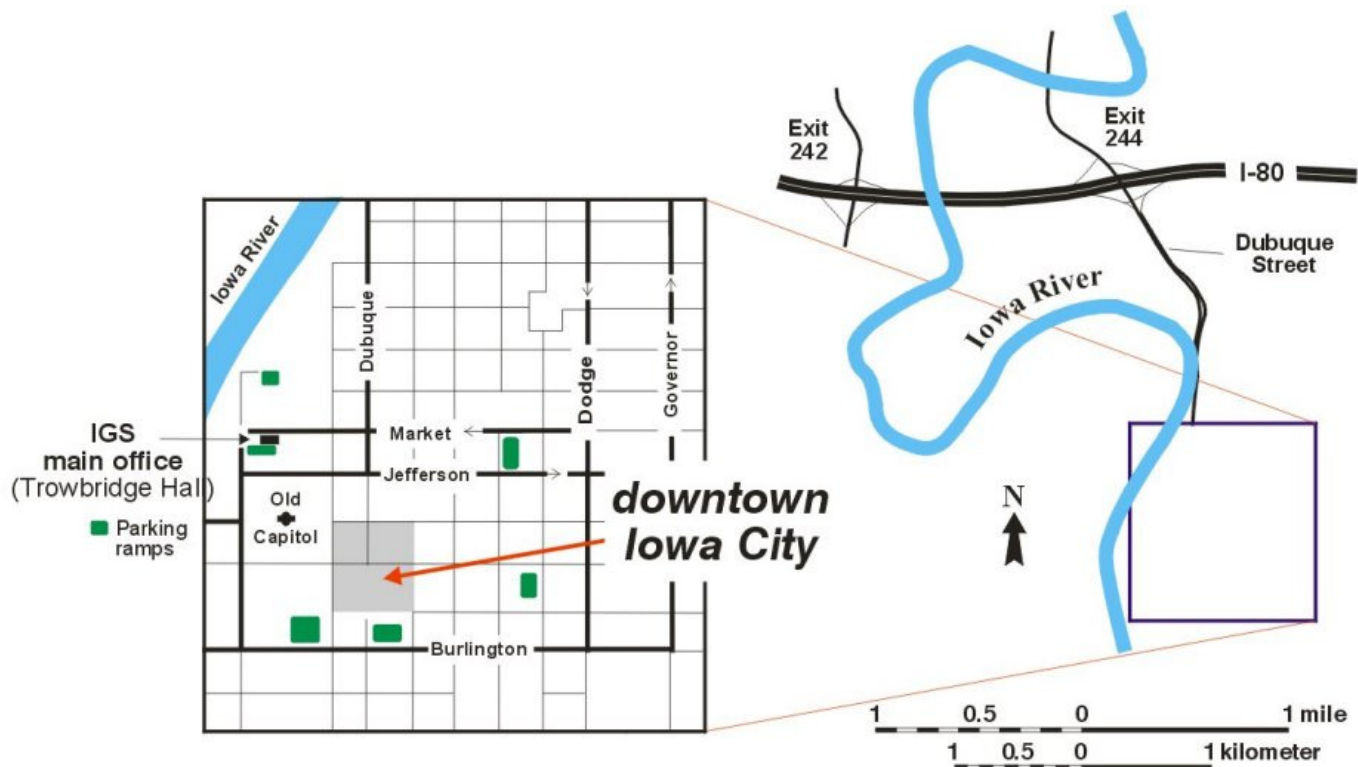 Iowa River
Dubuque
Dodge
Governor
Market
Jefferson
IGS
main office
(Trowbridge Hall)
Old
Capitol
Parking
ramps
downtown
Iowa City
Burlington
Exit
242
Exit
244
I-80
Dubuque
Street
Iowa River
N
1 0.5 0 1 mile
1 0.5 0 1 kilometer